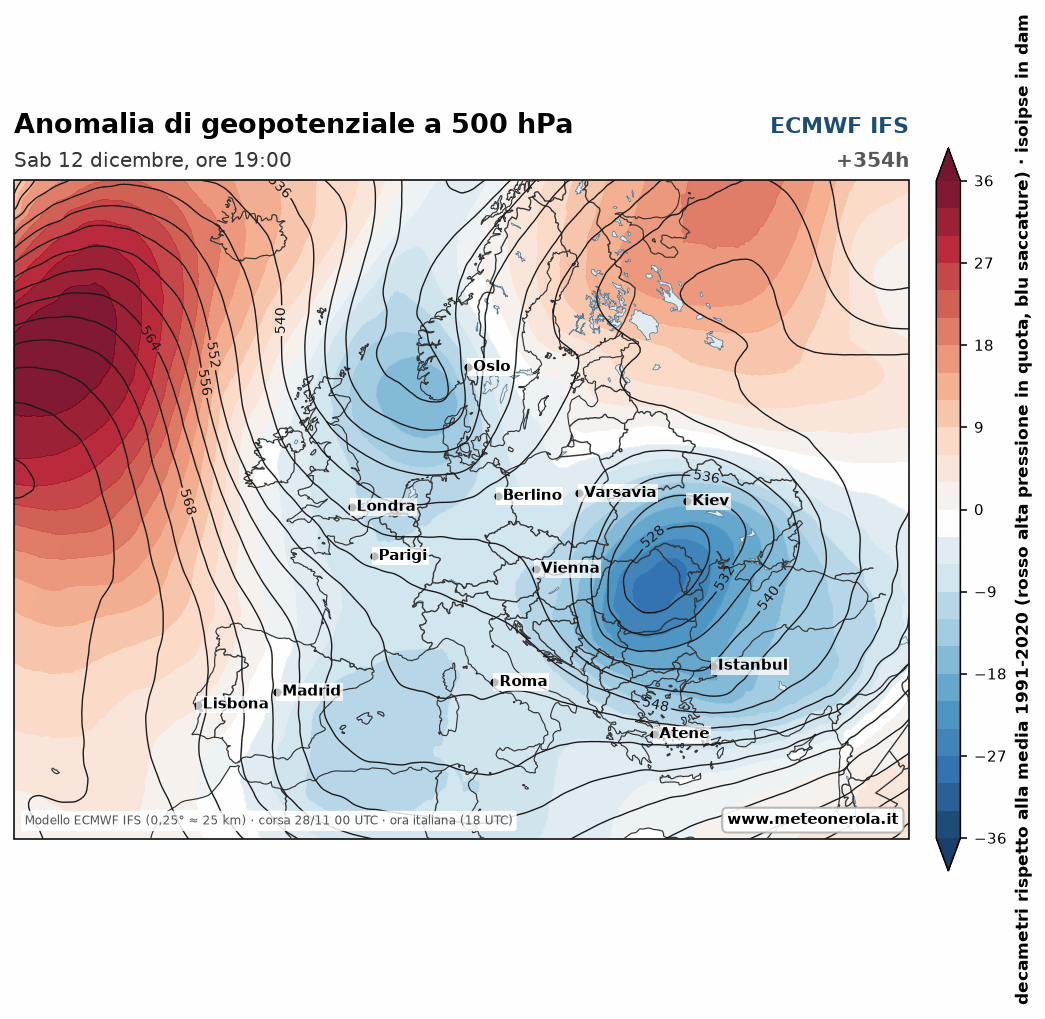 Anomalia di geopotenziale a 500 hPa
ECMWF IFS
Sab 12 dicembre, ore 19:00
+354h
536
540
564
552
556
568
536
528
532
540
548
Oslo
Berlino
Varsavia
Kiev
Londra
Parigi
Vienna
Istanbul
Roma
Madrid
Lisbona
Atene
Modello ECMWF IFS (0,25° ≈ 25 km) · corsa 28/11 00 UTC · ora italiana (18 UTC)
www.meteonerola.it
36
27
18
9
0
−9
−18
−27
−36
decametri rispetto alla media 1991-2020 (rosso alta pressione in quota, blu saccature) · isoipse in dam